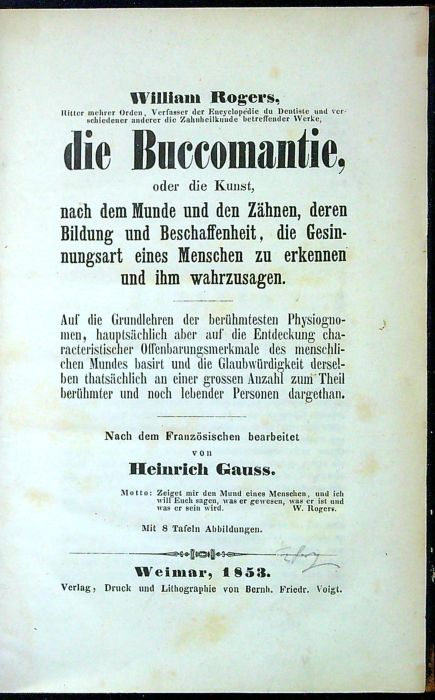 William Rogers,
Ritter mehrer Orden, Verfasser der Encyclopédie du Dentiste und ver-
schiedener anderer die Zahnheilkunde betreffender Werke,
die Buccomantie,
oder die Kunst,
nach dem Munde und den Zähnen, deren
Bildung und Beschaffenheit, die Gesin-
nungsart eines Menschen zu erkennen
und ihm wahrzusagen.
Auf die Grundlehren der berühmtesten Physiogno-
men, hauptsächlich aber auf die Entdeckung cha-
racteristischer Offenbarungsmerkmale des menschli-
chen Mundes basirt und die Glaubwürdigkeit dersel-
ben thatsächlich an einer grossen Anzahl zum Theil
berühmter und noch lebender Personen dargethan.
Nach dem Französischen bearbeitet
von
Heinrich Gauss.
Motto: Zeiget mir den Mund eines Menschen, und ich
will Euch sagen, was er gewesen, was er ist und
was er sein wird. W. Rogers.
Mit 8 Tafeln Abbildungen.
Weimar, 1853.
Verlag, Druck und Lithographie von Bernh. Friedr. Voigt.